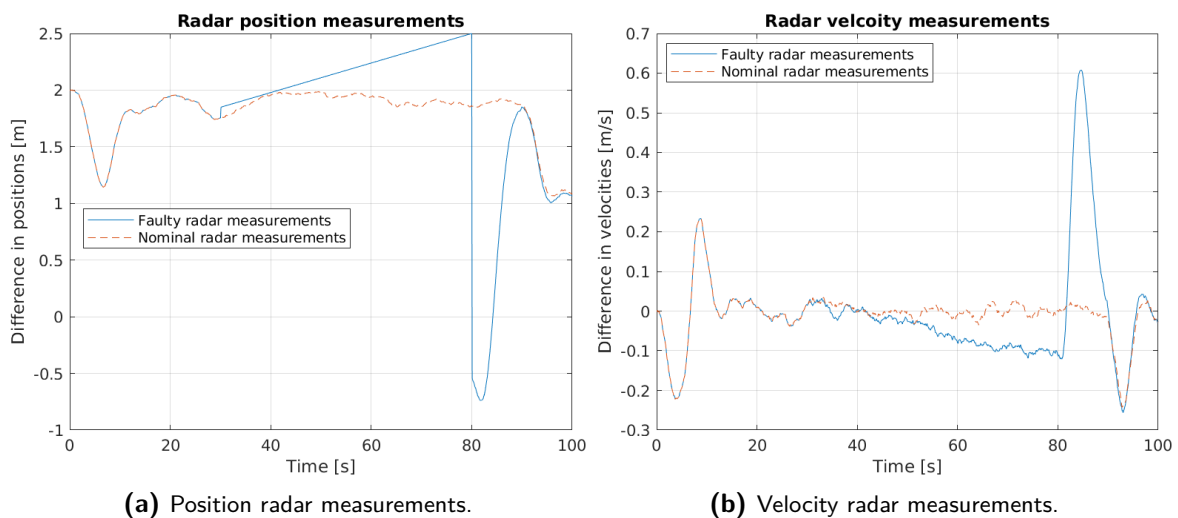 Radar position measurements
2.5
2
1.5
1
0.5
0
-0.5
-1
0
20
40
60
80
100
Difference in positions [m]
Time [s]
Faulty radar measurements
Nominal radar measurements
(a) Position radar measurements.
Radar velcoity measurements
0.7
0.6
0.5
0.4
0.3
0.2
0.1
0
-0.1
-0.2
-0.3
0
20
40
60
80
100
Difference in velocities [m/s]
Time [s]
Faulty radar measurements
Nominal radar measurements
(b) Velocity radar measurements.